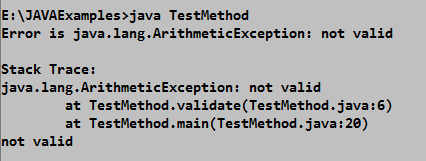 E:\JAVAExamples>java TestMethod
Error is java.lang.ArithmeticException: not valid
Stack Trace:
java.lang.ArithmeticException: not valid
at TestMethod.validate(TestMethod.java:6)
at TestMethod.main(TestMethod.java:20)
not valid